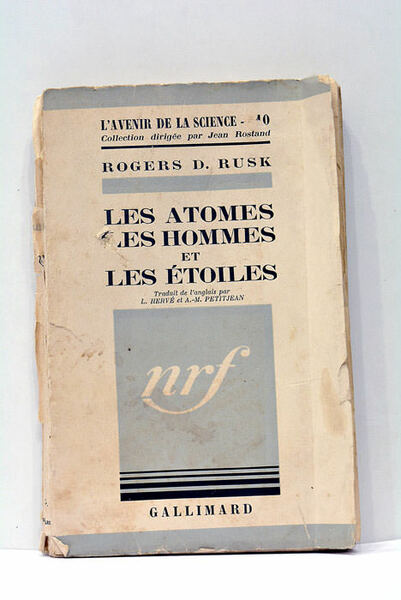 L'AVENIR DE LA SCIENCE - 10
Collection dirigée par Jean Rostand
ROGERS D. RUSK
LES ATOMES
LES HOMMES
ET
LES ÉTOILES
Traduit de l'anglais par
L. HERVÉ et A.-M. PETITJEAN
nrf
GALLIMARD